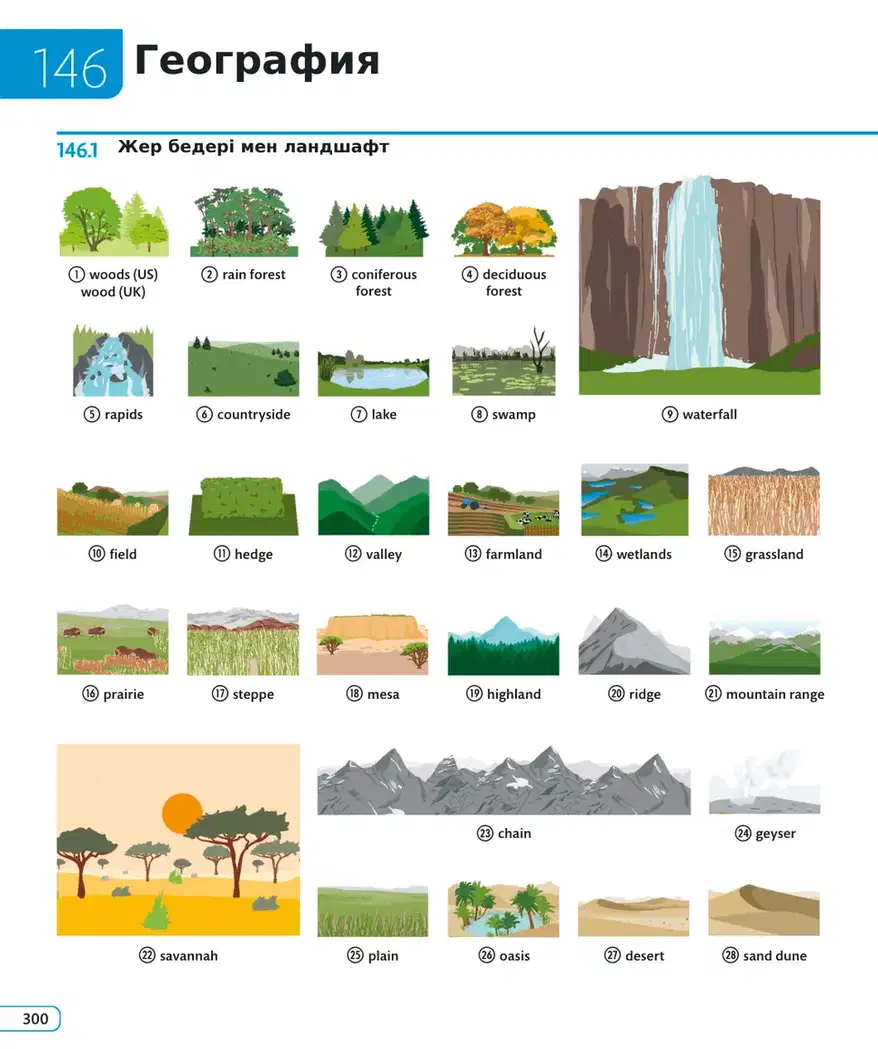 146 География
146.1 Жер бедері мен ландшафт
① woods (US)
wood (UK)
② rain forest
③ coniferous
forest
④ deciduous
forest
⑤ rapids
⑥ countryside
⑦ lake
⑧ swamp
⑨ waterfall
⑩ field
⑪ hedge
⑫ valley
⑬ farmland
⑭ wetlands
⑮ grassland
⑯ prairie
⑰ steppe
⑱ mesa
⑲ highland
⑳ ridge
㉑ mountain range
㉒ savannah
㉓ chain
㉔ geyser
㉕ plain
㉖ oasis
㉗ desert
㉘ sand dune
300